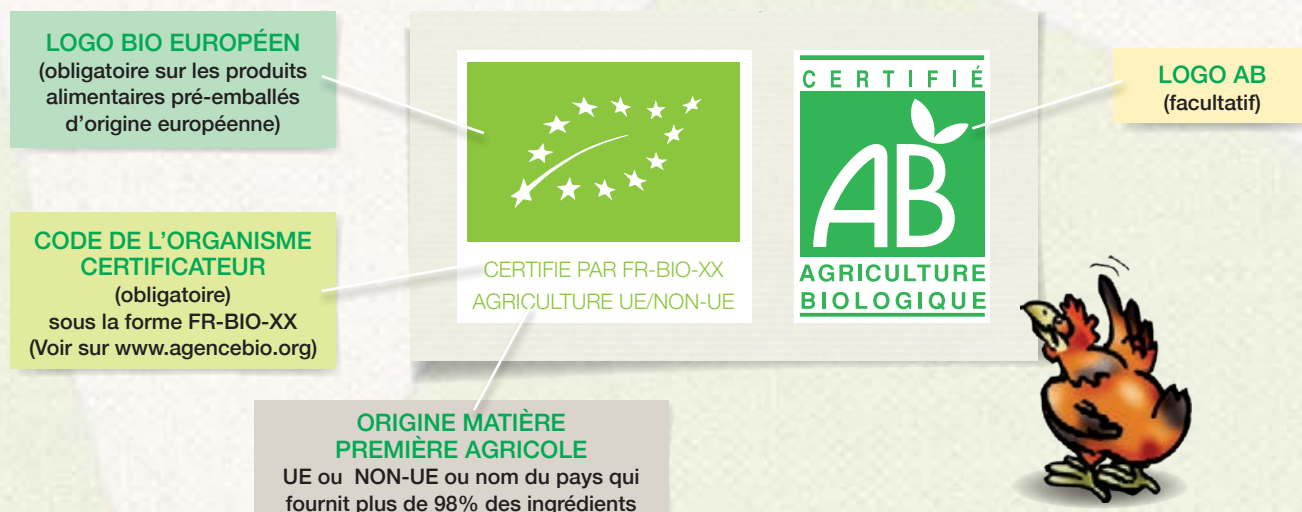 LOGO BIO EUROPÉEN
(obligatoire sur les produits
alimentaires pré-emballés
d'origine européenne)
CERTIFIÉ
AB
AGRICULTURE
BIOLOGIQUE
LOGO AB
(facultatif)
CODE DE L'ORGANISME
CERTIFICATEUR
(obligatoire)
sous la forme FR-BIO-XX
(Voir sur www.agencebio.org)
CERTIFIE PAR FR-BIO-XX
AGRICULTURE UE/NON-UE
ORIGINE MATIÈRE
PREMIÈRE AGRICOLE
UE ou NON-UE ou nom du pays qui
fournit plus de 98% des ingrédients